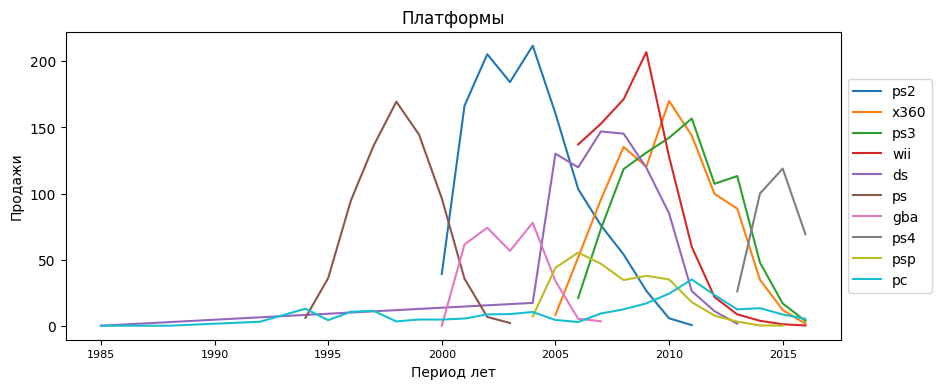 Платформы
Продажи
200
150
100
50
0
1985
1990
1995
2000
2005
2010
2015
Период лет
ps2
x360
ps3
wii
ds
ps
gba
ps4
psp
pc